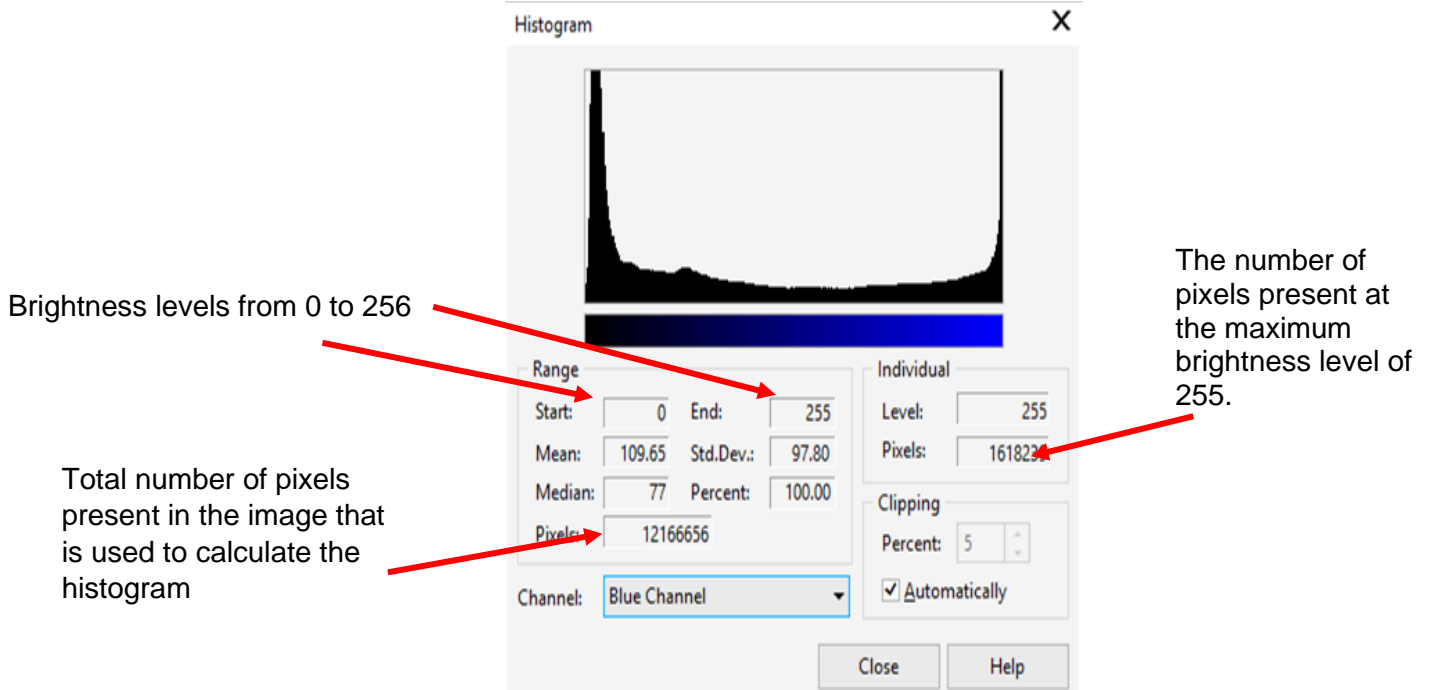 Histogram X
Brightness levels from 0 to 256
Total number of pixels
present in the image that
is used to calculate the
histogram
Range
Start: 0 End: 255
Mean: 109.65 Std.Dev.: 97.80
Median: 77 Percent: 100.00
Pixels: 12166656
Channel: Blue Channel
Individual
Level: 255
Pixels:
Clipping
Percent: 5
Automatically
Close Help
The number of
pixels present at
the maximum
brightness level of
255.